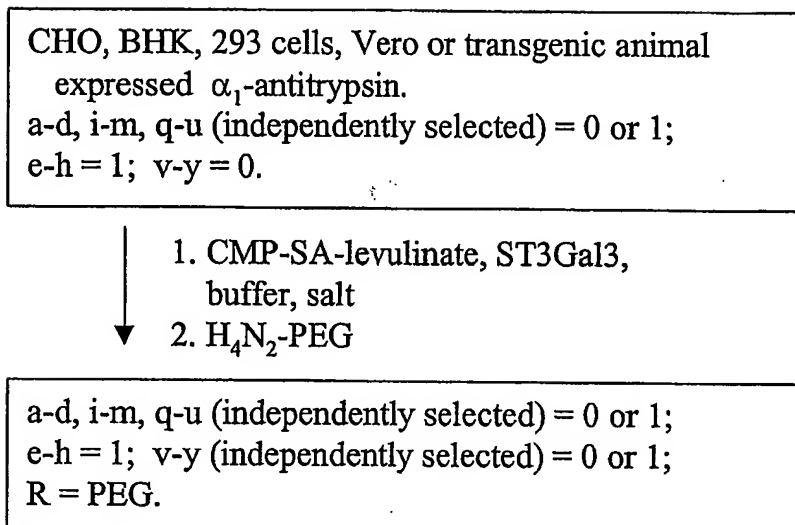 CHO, BHK, 293 cells, Vero or transgenic animal
expressed α₁-antitrypsin.
a-d, i-m, q-u (independently selected) = 0 or 1;
e-h = 1; v-y = 0.
1. CMP-SA-levulinate, ST3Gal3,
buffer, salt
2. H₄N₂-PEG
a-d, i-m, q-u (independently selected) = 0 or 1;
e-h = 1; v-y (independently selected) = 0 or 1;
R = PEG.